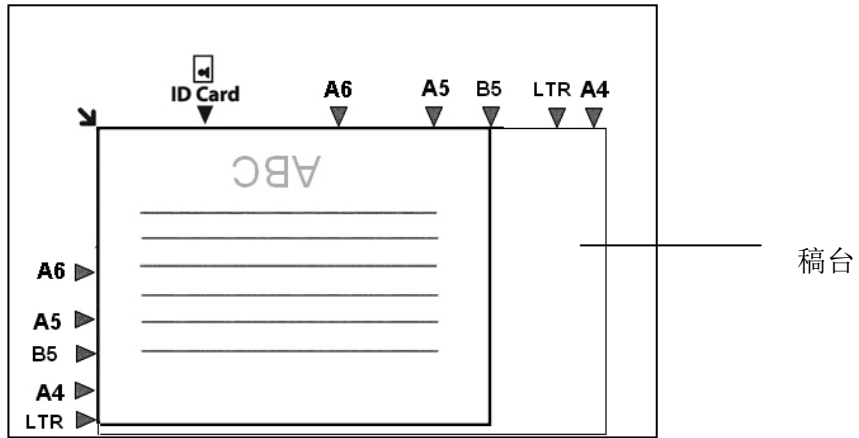 ID Card
A6 A5 B5 LTR A4
ABC
稿台
A6
A5
B5
A4
LTR